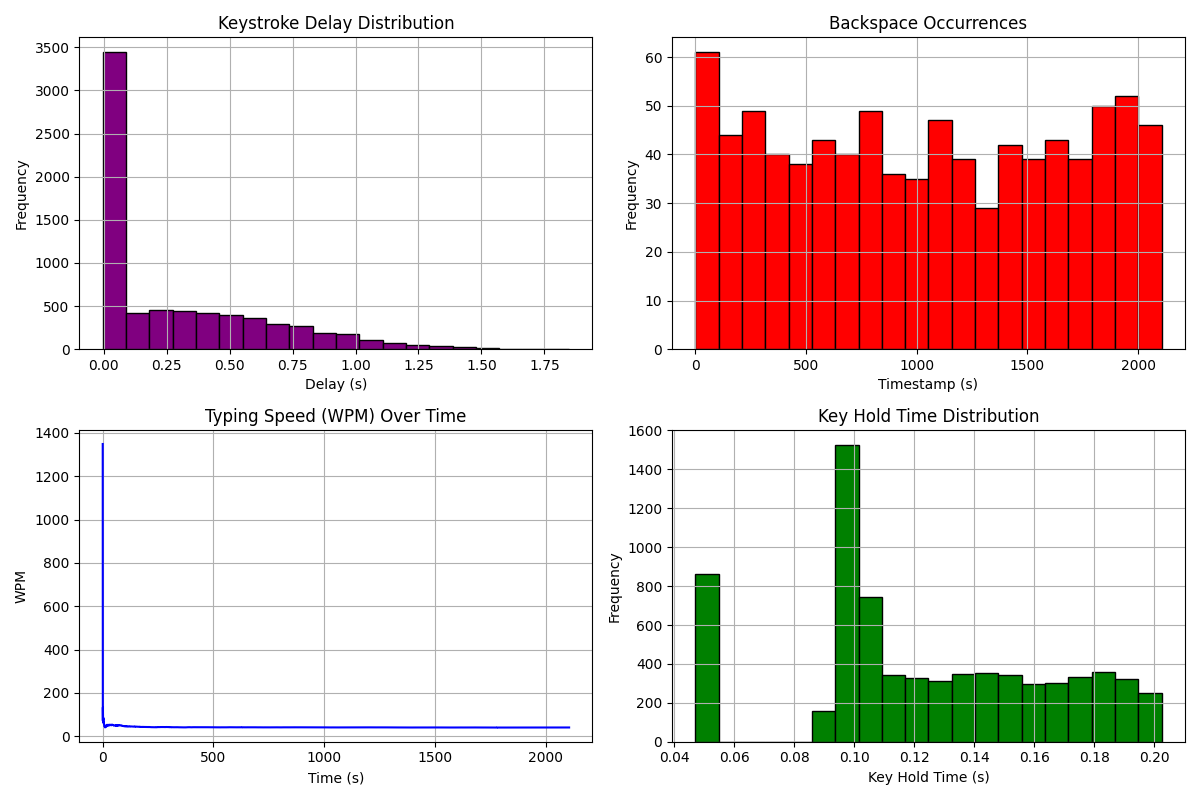 Keystroke Delay Distribution
3500
3000
2500
2000
1500
1000
500
0
Frequency
0.00 0.25 0.50 0.75 1.00 1.25 1.50 1.75
Delay (s)
Backspace Occurrences
60
50
40
30
20
10
0
Frequency
0 500 1000 1500 2000
Timestamp (s)
Typing Speed (WPM) Over Time
1400
1200
1000
800
600
400
200
0
WPM
0 500 1000 1500 2000
Time (s)
Key Hold Time Distribution
1600
1400
1200
1000
800
600
400
200
0
Frequency
0.04 0.06 0.08 0.10 0.12 0.14 0.16 0.18 0.20
Key Hold Time (s)